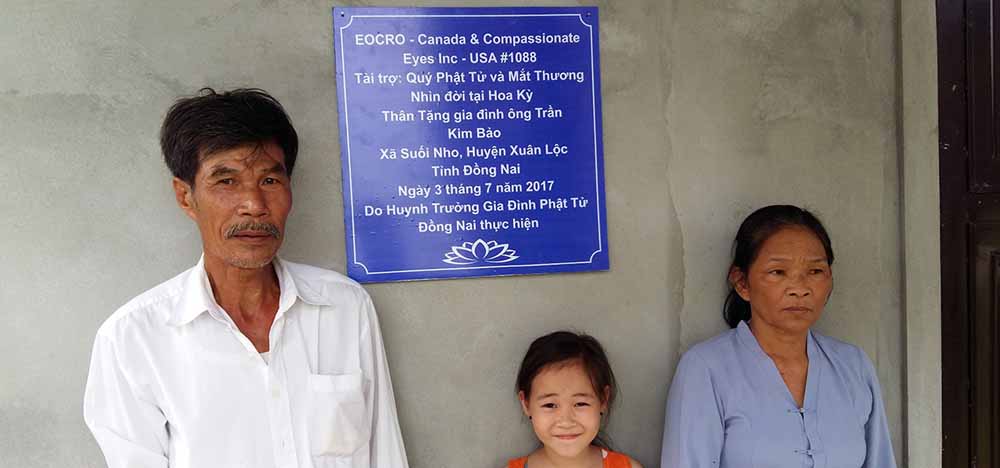 EOCRO - Canada & Compassionate
Eyes Inc - USA #1088
Tài trợ: Quý Phật Tử và Mắt Thương
Nhìn đời tại Hoa Kỳ
Thân Tặng gia đình ông Trần
Kim Bảo
Xã Suối Nho, Huyện Xuân Lộc
Tỉnh Đồng Nai
Ngày 3 tháng 7 năm 2017
Do Huynh Trưởng Gia Đình Phật Tử
Đồng Nai thực hiện